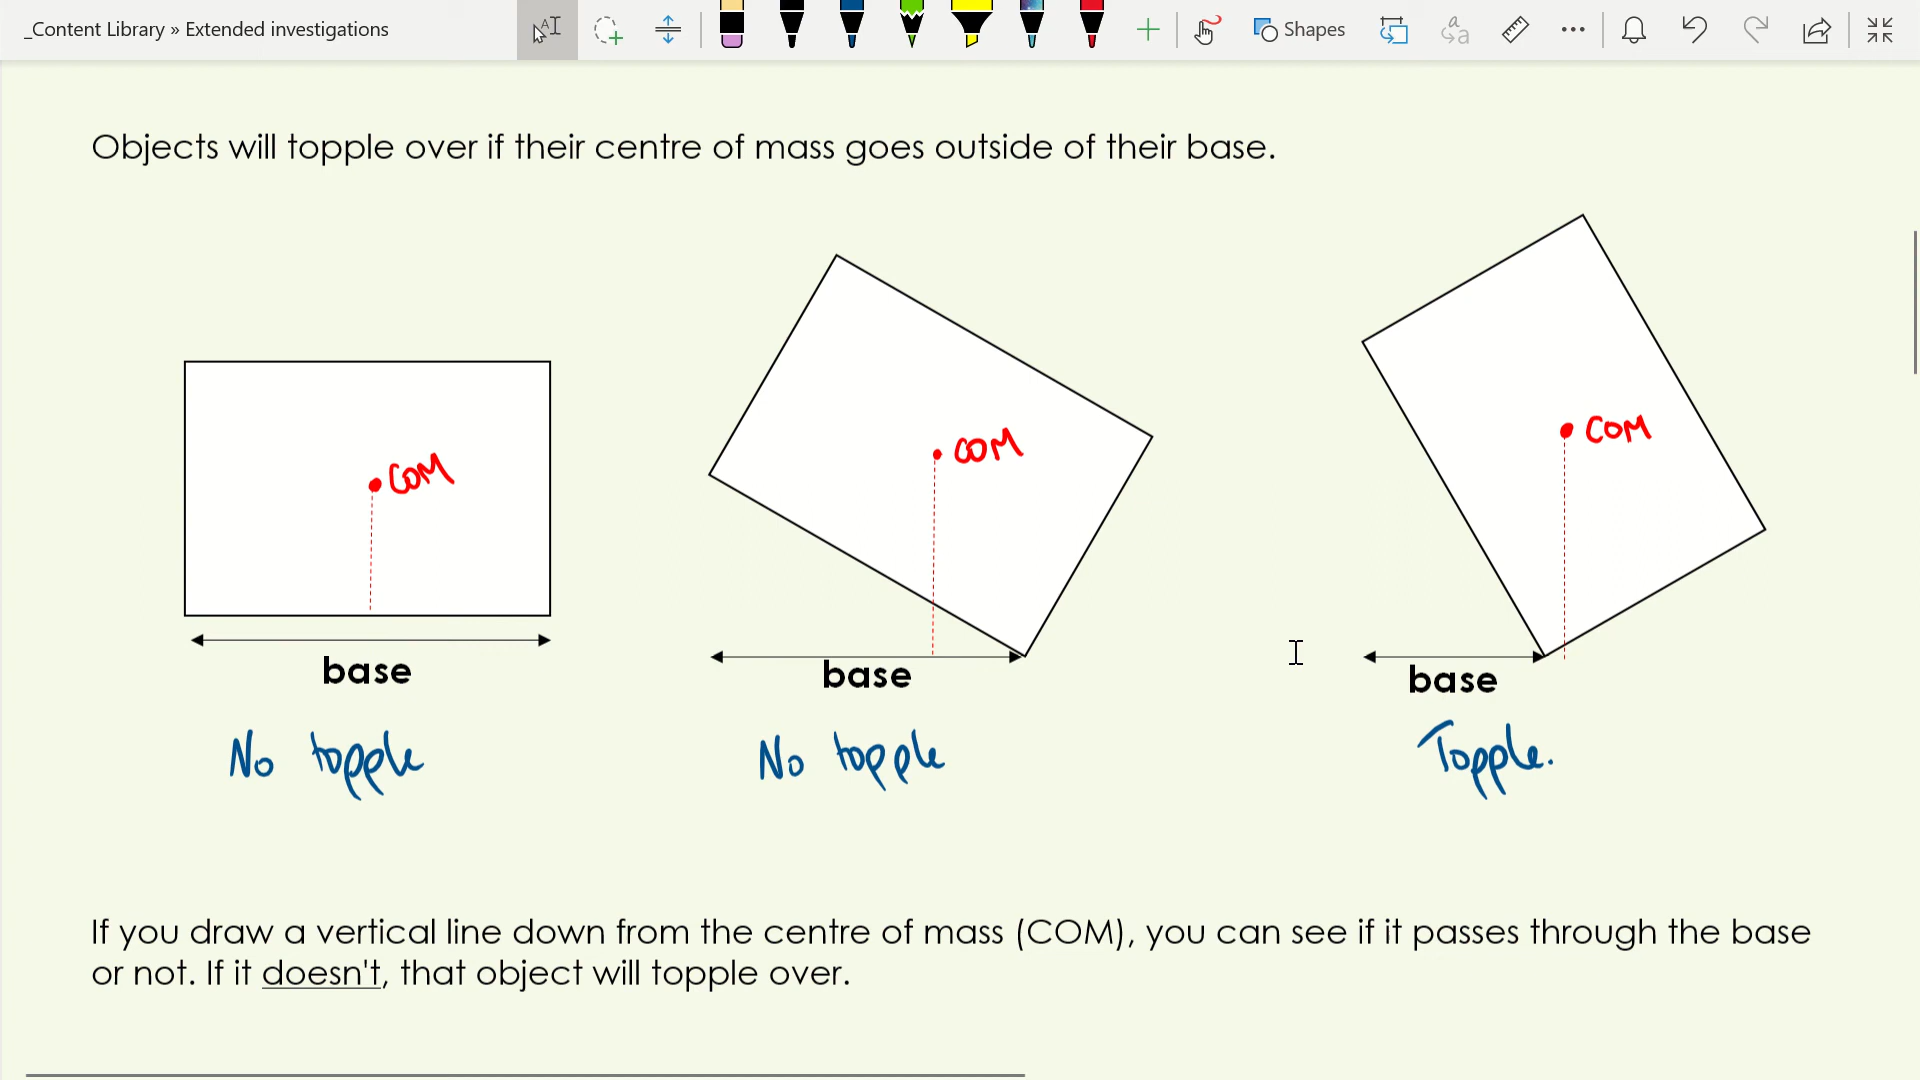 _Content Library » Extended investigations
Shapes
Objects will topple over if their centre of mass goes outside of their base.
COM
COM
COM
base
base
base
No topple
No topple
Topple.
If you draw a vertical line down from the centre of mass (COM), you can see if it passes through the base
or not. If it doesn't, that object will topple over.